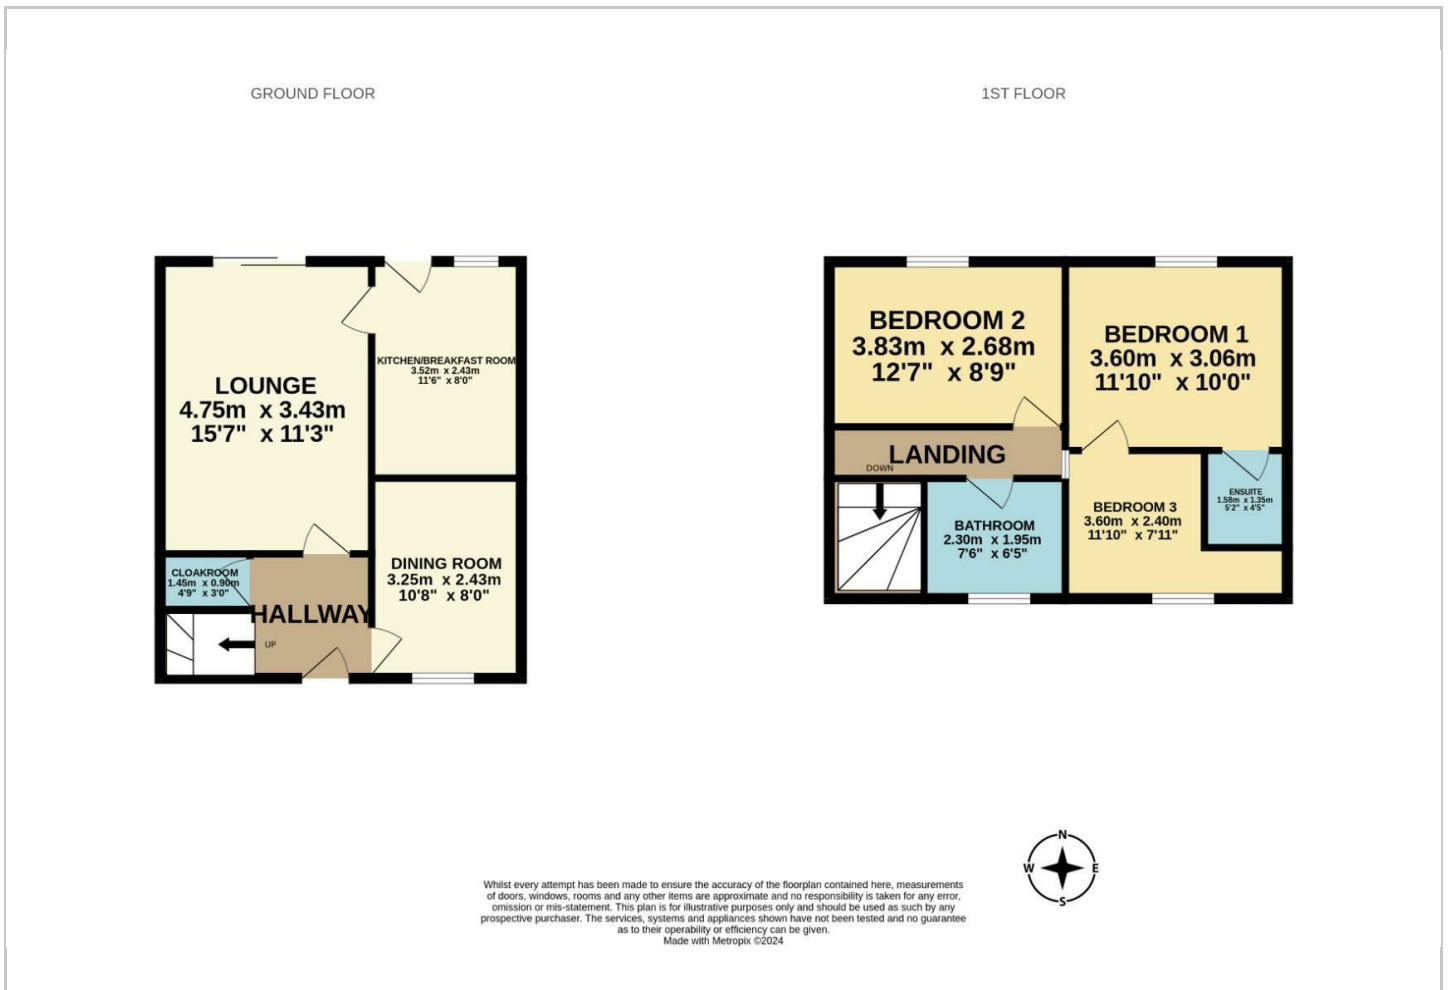 GROUND FLOOR
1ST FLOOR
LOUNGE
4.75m x 3.43m
15'7" x 11'3"
KITCHEN/BREAKFAST ROOM
3.52m x 2.43m
11'6" x 8'0"
CLOAKROOM
1.45m x 0.90m
4'9" x 3'0"
HALLWAY
UP
DINING ROOM
3.25m x 2.43m
10'8" x 8'0"
BEDROOM 2
3.83m x 2.68m
12'7" x 8'9"
BEDROOM 1
3.60m x 3.06m
11'10" x 10'0"
LANDING
DOWN
BATHROOM
2.30m x 1.95m
7'6" x 6'5"
BEDROOM 3
3.60m x 2.40m
11'10" x 7'11"
ENSUITE
1.58m x 1.35m
5'2" x 4'5"
N
W E
S
Whilst every attempt has been made to ensure the accuracy of the floorplan contained here, measurements
of doors, windows, rooms and any other items are approximate and no responsibility is taken for any error,
omission or mis-statement. This plan is for illustrative purposes only and should be used as such by any
prospective purchaser. The services, systems and appliances shown have not been tested and no guarantee
as to their operability or efficiency can be given.
Made with Metropix ©2024